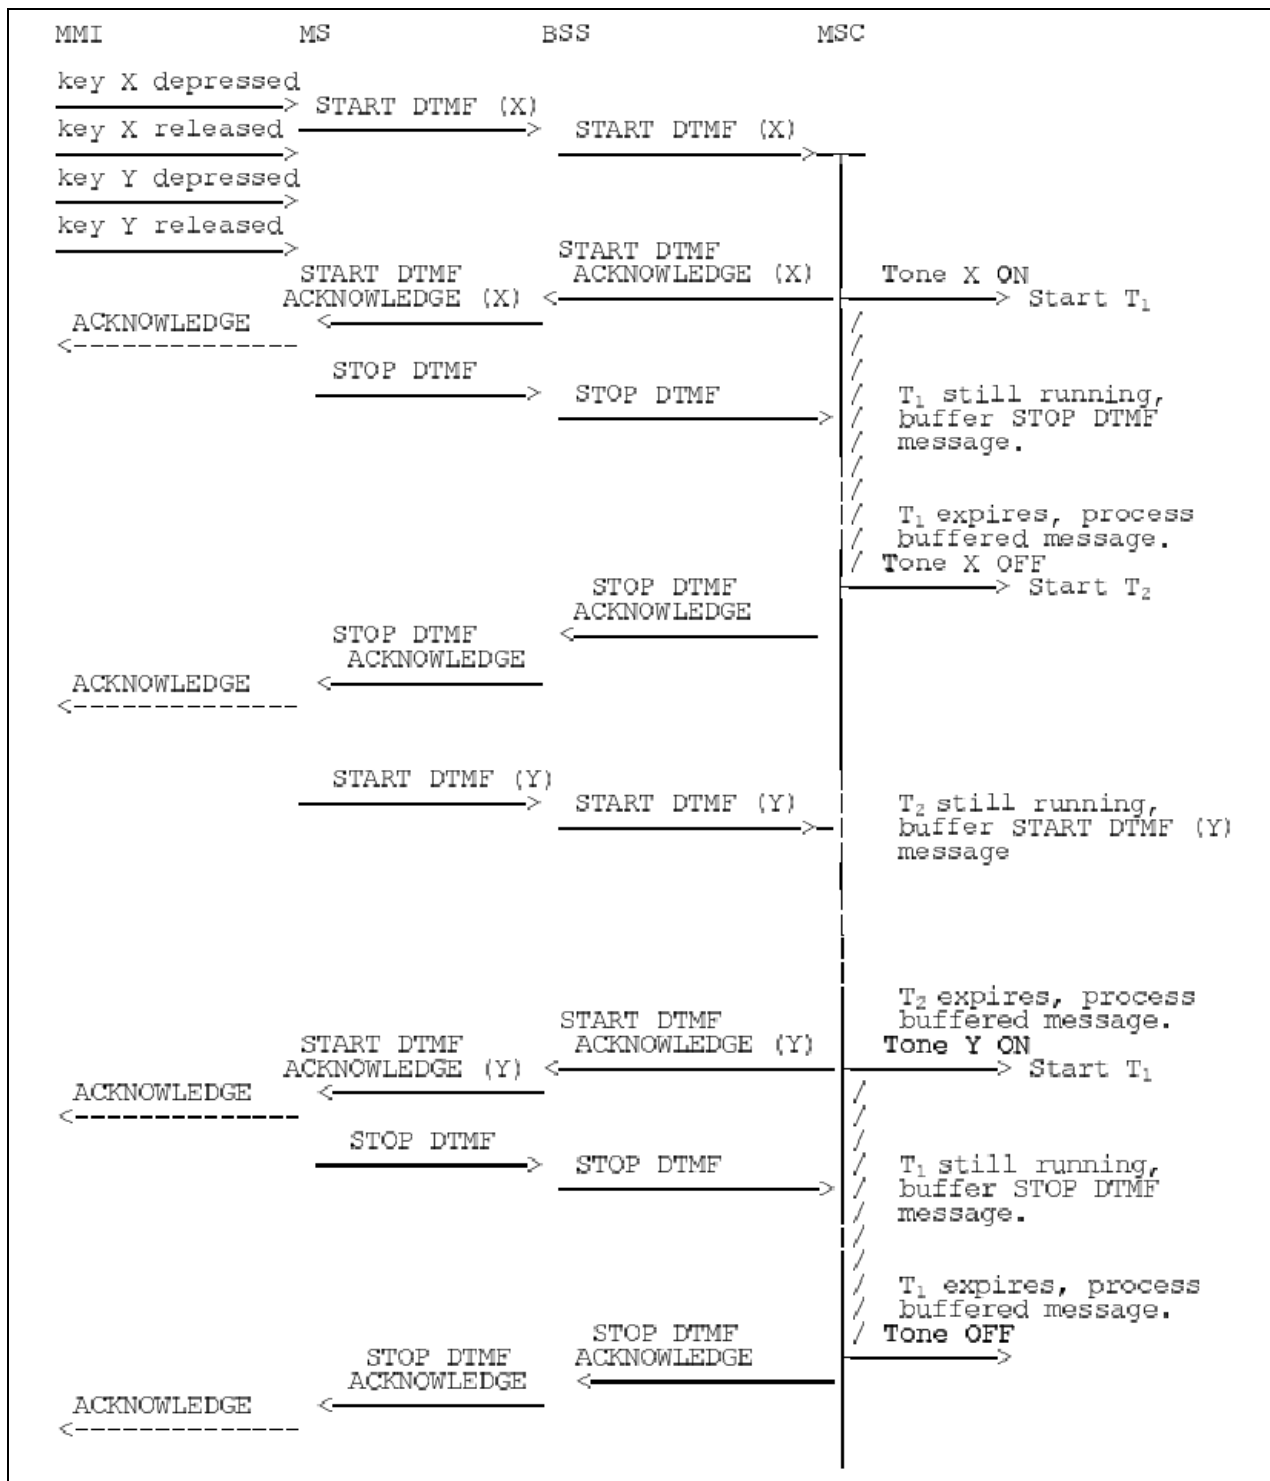 MMI MS BSS MSC
key X depressed
START DTMF (X)
key X released
START DTMF (X)
key Y depressed
key Y released
START DTMF
ACKNOWLEDGE (X)
Tone X ON
START DTMF
ACKNOWLEDGE (X)
Start T1
ACKNOWLEDGE
STOP DTMF
STOP DTMF
T1 still running,
buffer STOP DTMF
message.
T1 expires, process
buffered message.
Tone X OFF
Start T2
STOP DTMF
ACKNOWLEDGE
STOP DTMF
ACKNOWLEDGE
ACKNOWLEDGE
START DTMF (Y)
START DTMF (Y)
T2 still running,
buffer START DTMF (Y)
message
T2 expires, process
buffered message.
START DTMF
ACKNOWLEDGE (Y)
Tone Y ON
START DTMF
ACKNOWLEDGE (Y)
Start T1
ACKNOWLEDGE
STOP DTMF
STOP DTMF
T1 still running,
buffer STOP DTMF
message.
T1 expires, process
buffered message.
Tone OFF
STOP DTMF
ACKNOWLEDGE
STOP DTMF
ACKNOWLEDGE
ACKNOWLEDGE